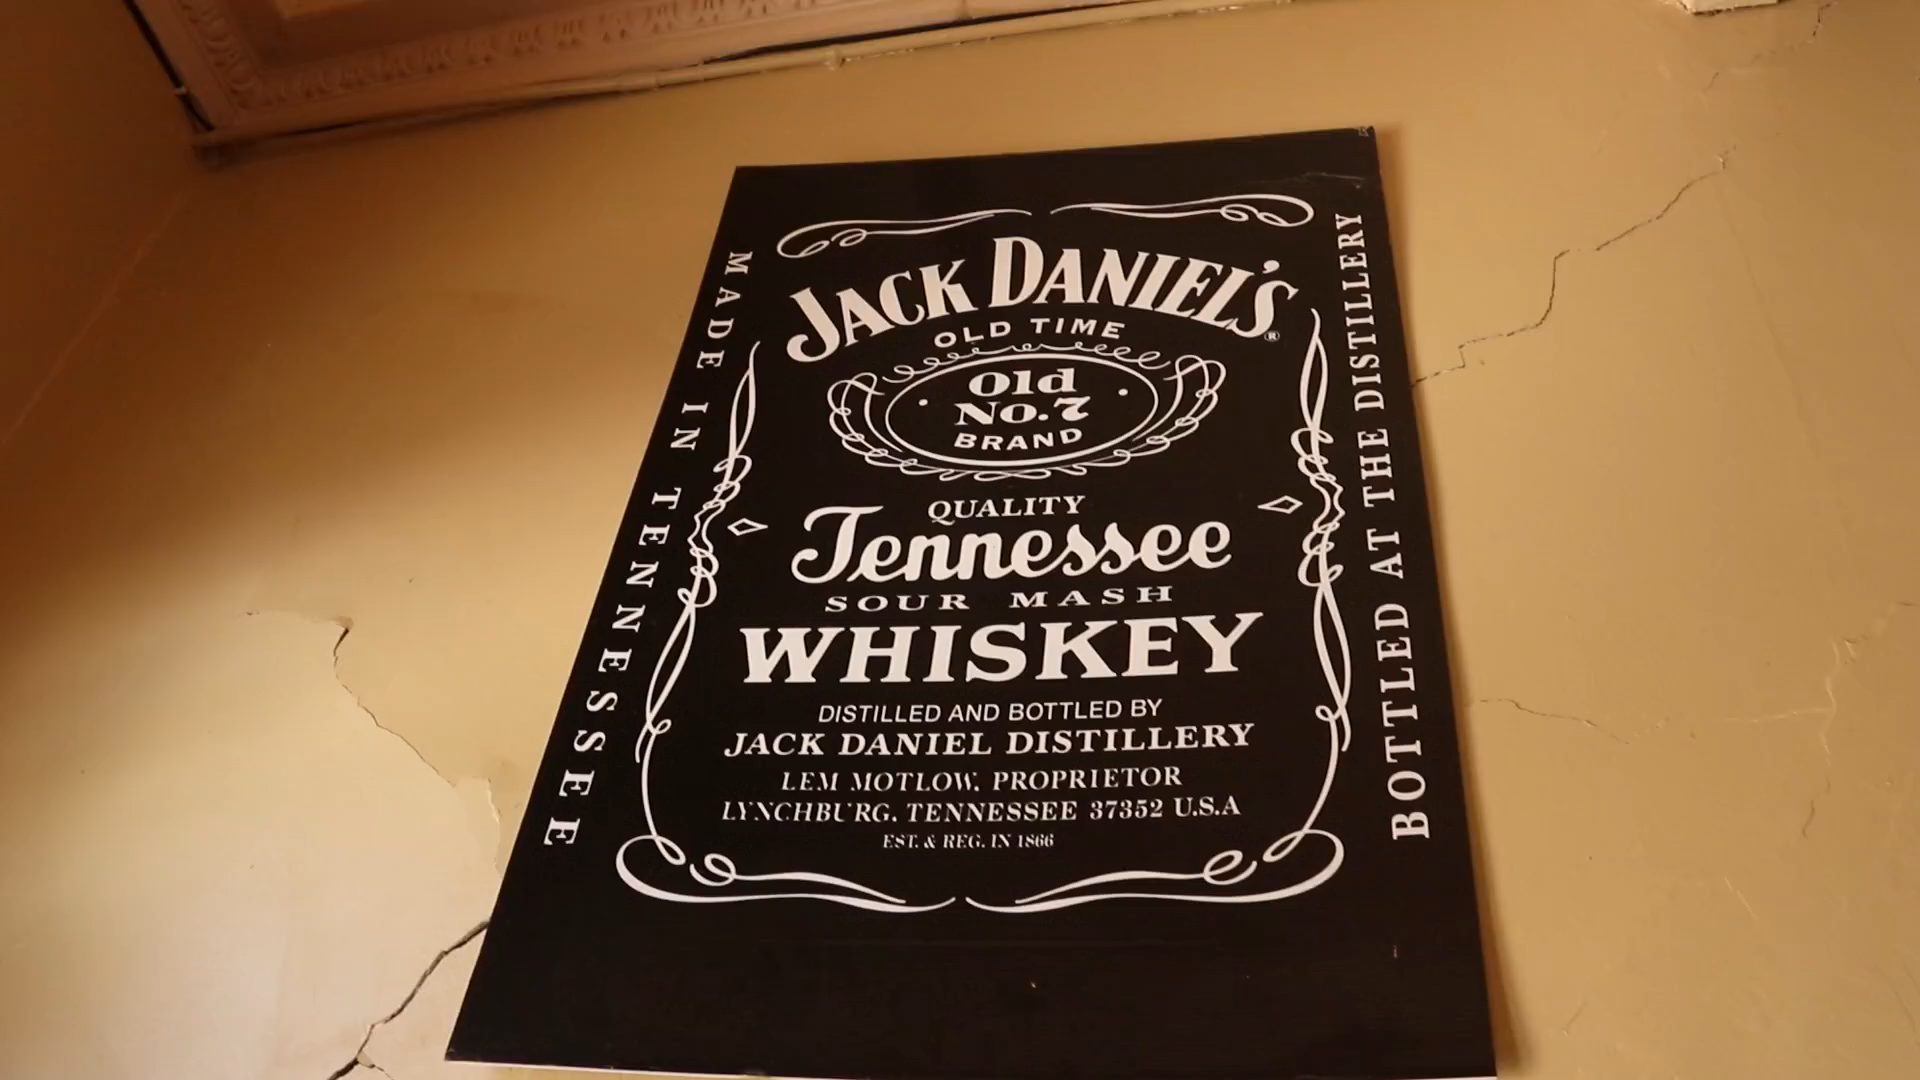 JACK DANIEL'S®
OLD TIME
Old
No.7
BRAND
QUALITY
Tennessee
SOUR MASH
WHISKEY
DISTILLED AND BOTTLED BY
JACK DANIEL DISTILLERY
LEM MOTLOW, PROPRIETOR
LYNCHBURG, TENNESSEE 37352 U.S.A
EST. & REG. IN 1866
MADE IN TENNESSEE
BOTTLED AT THE DISTILLERY